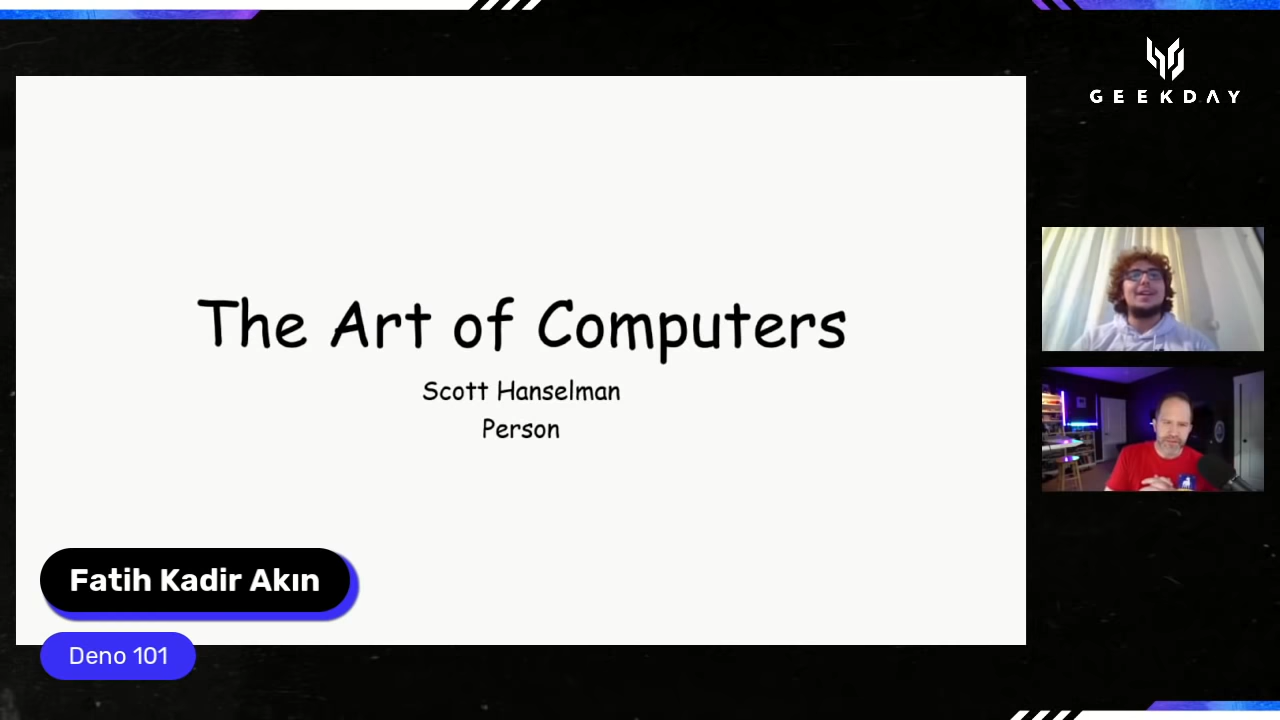 GEEKDAY
The Art of Computers
Scott Hanselman
Person
Fatih Kadir Akın
Deno 101